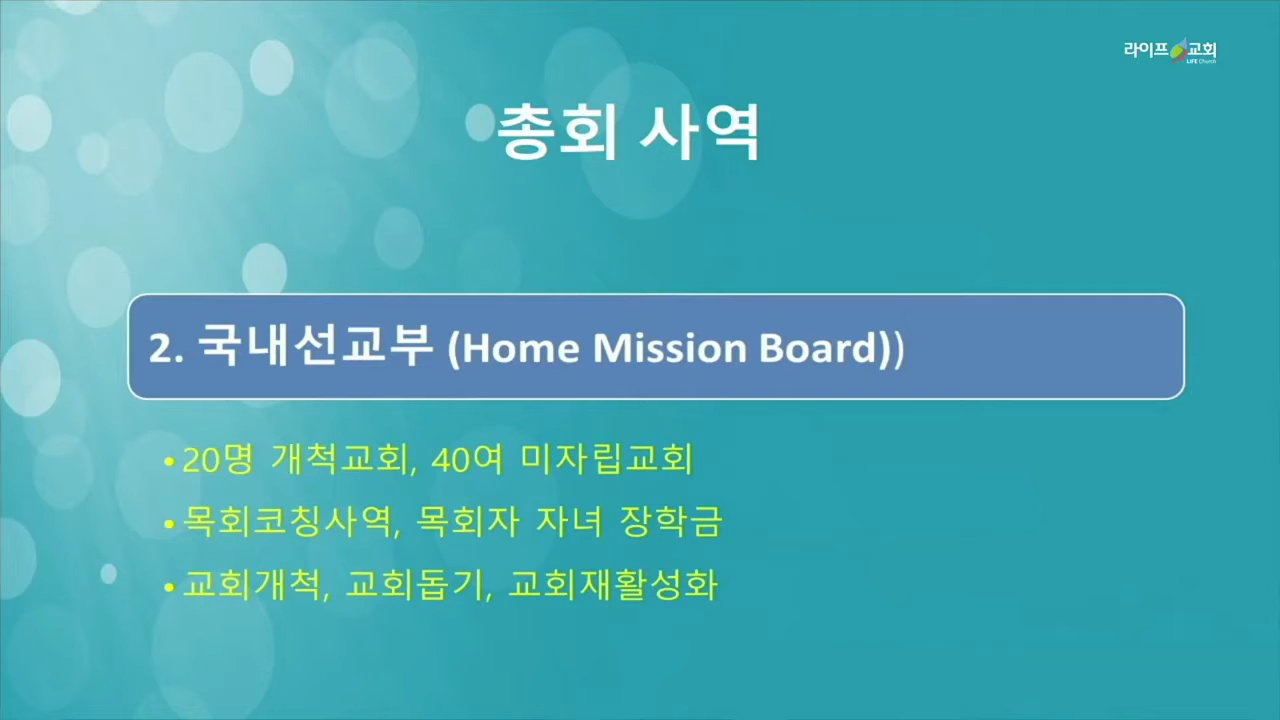 라이프교회
LIFE Church
총회 사역
2. 국내선교부 (Home Mission Board))
• 20명 개척교회, 40여 미자립교회
• 목회코칭사역, 목회자 자녀 장학금
• 교회개척, 교회돕기, 교회재활성화